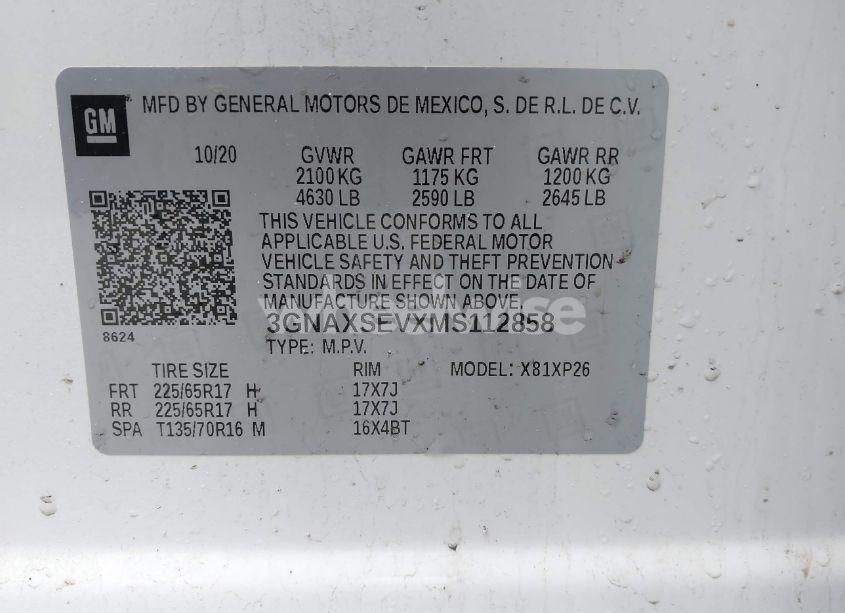 GM
MFD BY GENERAL MOTORS DE MEXICO, S. DE R.L. DE C.V.
10/20 GVWR GAWR FRT GAWR RR
2100 KG 1175 KG 1200 KG
4630 LB 2590 LB 2645 LB
THIS VEHICLE CONFORMS TO ALL
APPLICABLE U.S. FEDERAL MOTOR
VEHICLE SAFETY AND THEFT PREVENTION
STANDARDS IN EFFECT ON THE DATE OF
MANUFACTURE SHOWN ABOVE.
3GNAXSEVXMS112858
8624
TYPE: M.P.V.
TIRE SIZE RIM MODEL: X81XP26
FRT 225/65R17 H 17X7J
RR 225/65R17 H 17X7J
SPA T135/70R16 M 16X4BT